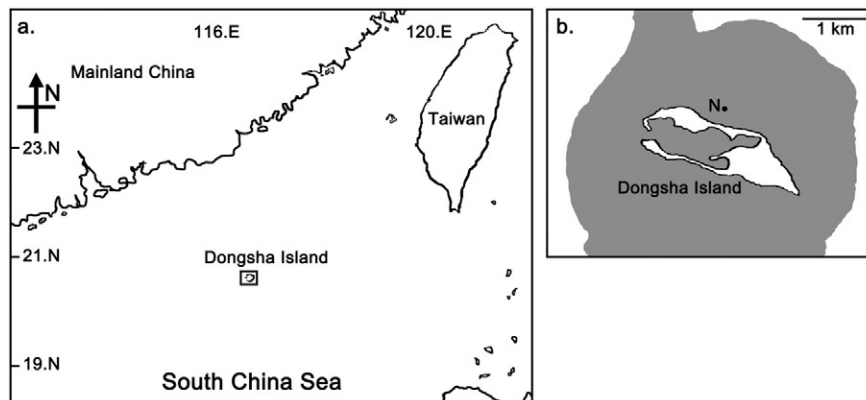 a.
116.E
120.E
Mainland China
N
Taiwan
23.N
21.N
Dongsha Island
19.N
South China Sea
b.
1 km
N
Dongsha Island